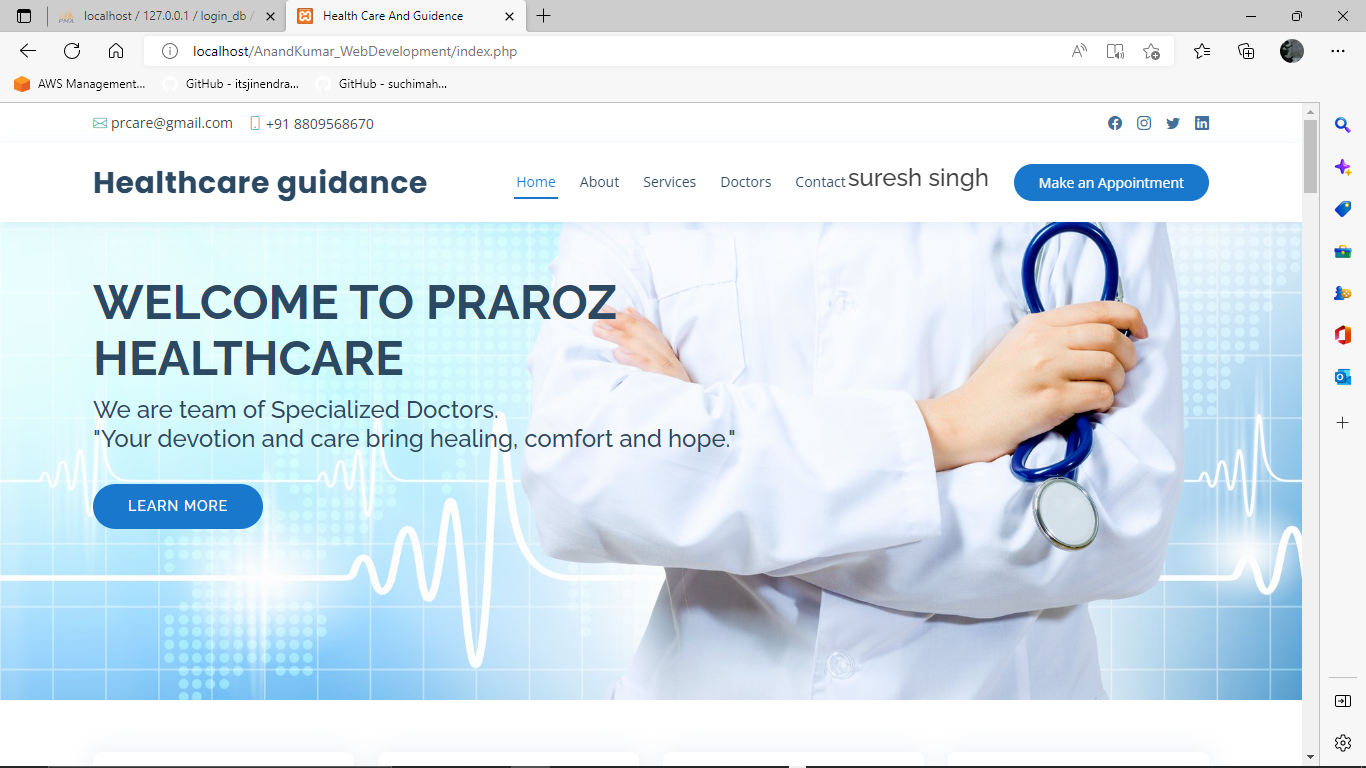 localhost / 127.0.0.1 / login_db /
Health Care And Guidence
localhost/AnandKumar_WebDevelopment/index.php
AWS Management...
GitHub - itsjinendra...
GitHub - suchimah...
prcare@gmail.com
+91 8809568670
Healthcare guidance
Home
About
Services
Doctors
Contact
suresh singh
Make an Appointment
WELCOME TO PRAROZ
HEALTHCARE
We are team of Specialized Doctors.
"Your devotion and care bring healing, comfort and hope."
LEARN MORE